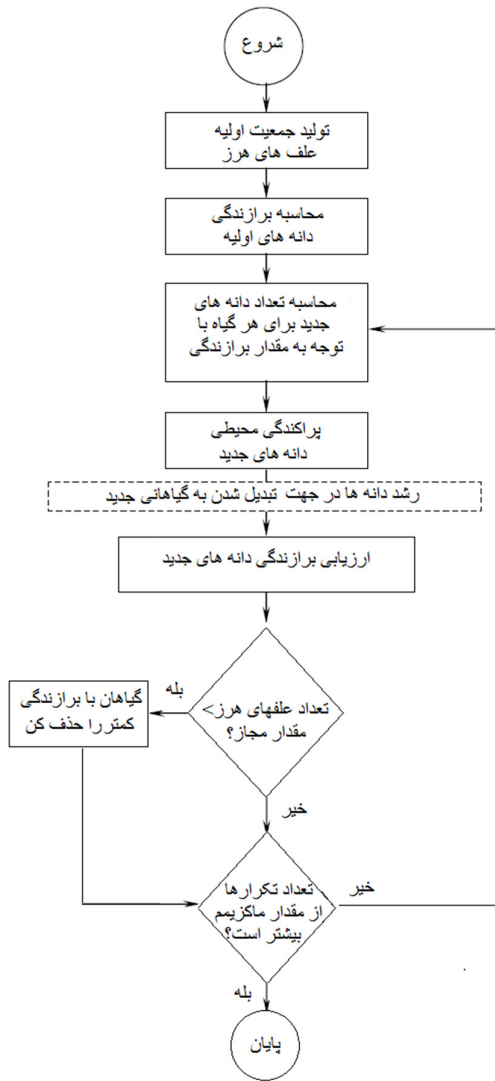 شروع
تولید جمعیت اولیه
علف های هرز
محاسبه برازندگی
دانه های اولیه
محاسبه تعداد دانه های
جدید برای هر گیاه با
توجه به مقدار برازندگی
پراکندگی محیطی
دانه های جدید
رشد دانه ها در جهت تبدیل شدن به گیاهانی جدید
ارزیابی برازندگی دانه های جدید
تعداد علفهای هرز>
مقدار مجاز؟
بله
گیاهان با برازندگی
کمتر را حذف کن
خیر
تعداد تکرارها
از مقدار ماکزیمم
بیشتر است؟
خیر
بله
پایان